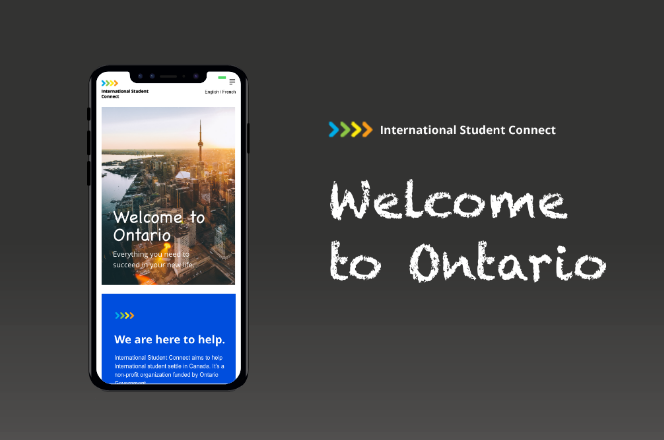 International Student
Connect
English | French
Welcome to
Ontario
Everything you need to
succeed in your new life.
We are here to help.
International Student Connect aims to help
international student settle in Canada. It's a
non-profit organization funded by Ontario
Government.
International Student Connect
Welcome
to Ontario